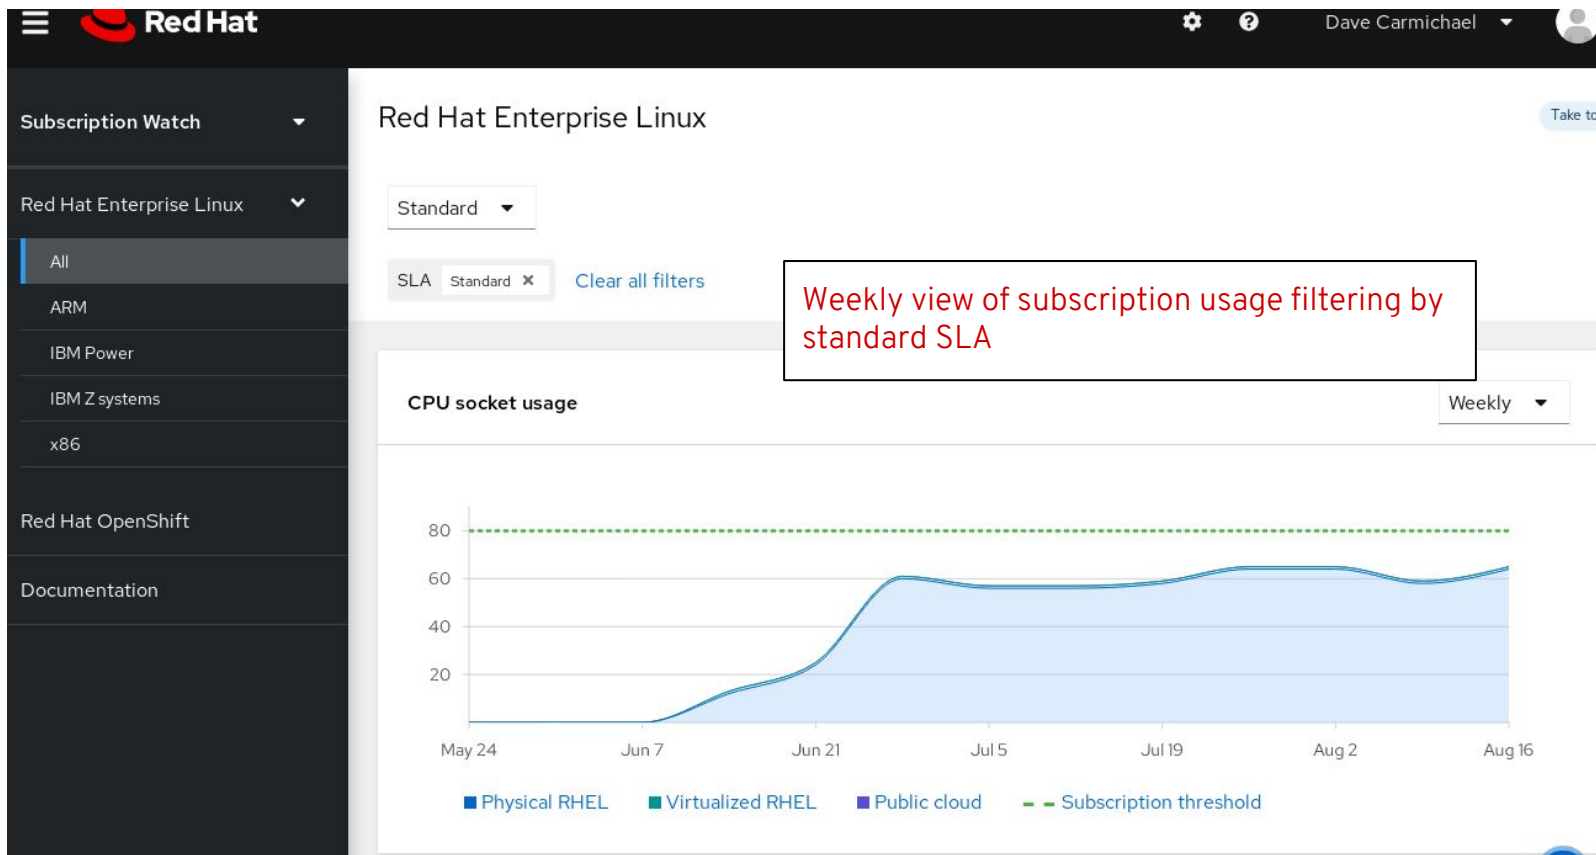 Red Hat
Dave Carmichael
Subscription Watch
Red Hat Enterprise Linux
All
ARM
IBM Power
IBM Z systems
x86
Red Hat OpenShift
Documentation
Red Hat Enterprise Linux
Take
Standard
SLA Standard Clear all filters
Weekly view of subscription usage filtering by
standard SLA
CPU socket usage
Weekly
80
60
40
20
May 24 Jun 7 Jun 21 Jul 5 Jul 19 Aug 2 Aug 16
Physical RHEL Virtualized RHEL Public cloud Subscription threshold